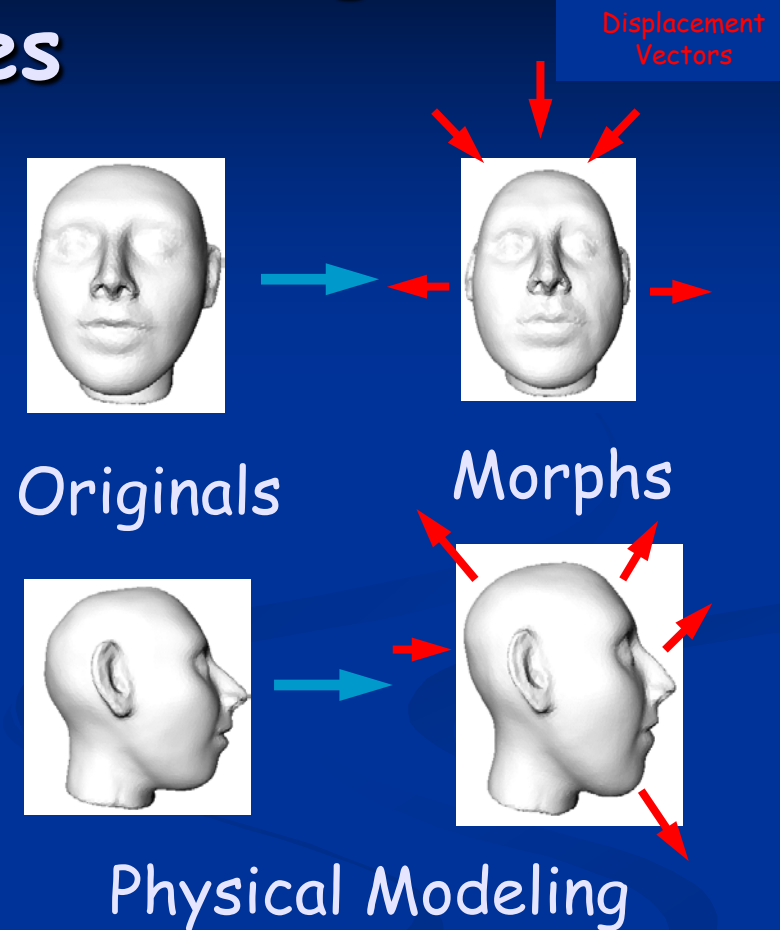 es
Displacement
Vectors
Originals
Morphs
Physical Modeling